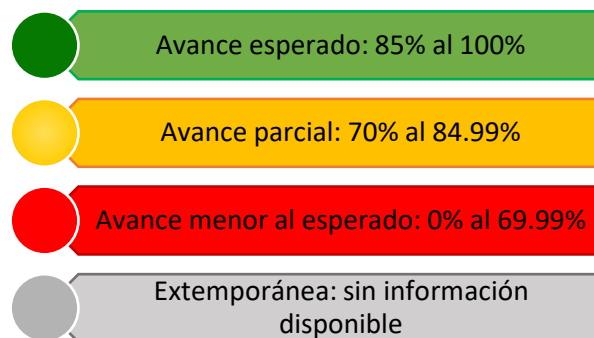 Avance esperado: 85% al 100%
Avance parcial: 70% al 84.99%
Avance menor al esperado: 0% al 69.99%
Extemporánea: sin información
disponible